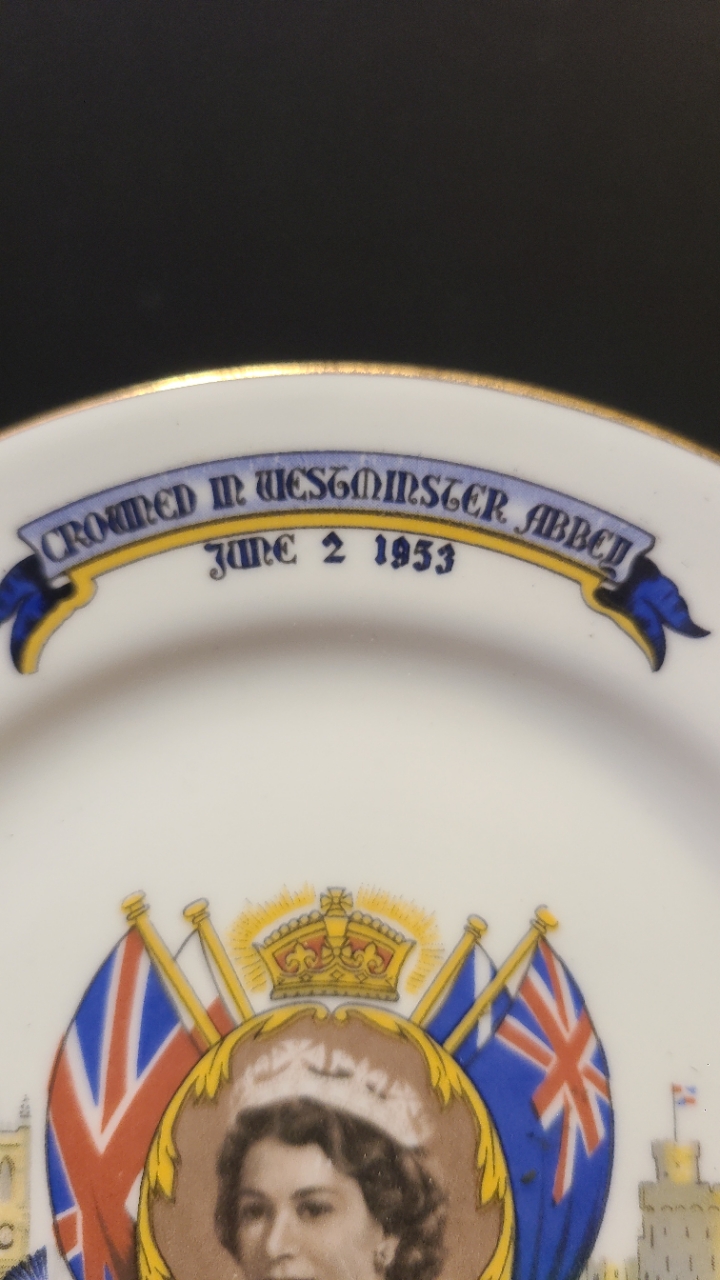 CROWNED IN WESTMINSTER ABBEY
JUNE 2 1953